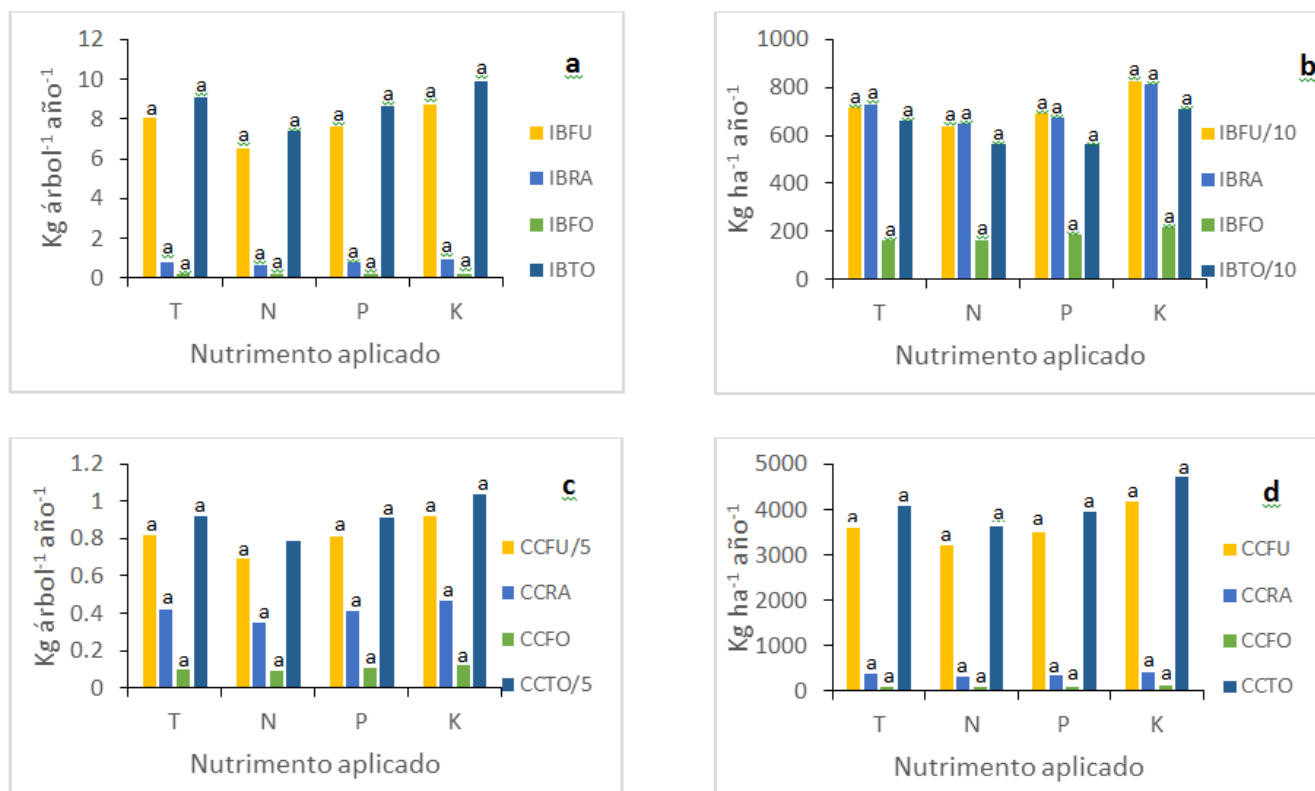 a
Kg árbol⁻¹ año⁻¹
12
10
8
6
4
2
0
a a a a
a a a a
a a a a
a a a a
T N P K
Nutrimento aplicado
IBFU
IBRA
IBFO
IBTO
b
Kg ha⁻¹ año⁻¹
1000
800
600
400
200
0
a a a a
a a a a
a a a a
a a a a
T N P K
Nutrimento aplicado
IBFU/10
IBRA
IBFO
IBTO/10
c
Kg árbol⁻¹ año⁻¹
1.2
1
0.8
0.6
0.4
0.2
0
a a a a
a a a
a a a a
a a a a
T N P K
Nutrimento aplicado
CCFU/5
CCRA
CCFO
CCTO/5
d
Kg ha⁻¹ año⁻¹
5000
4000
3000
2000
1000
0
a a a a
a a a a
a a a a
a a a a
T N P K
Nutrimento aplicado
CCFU
CCRA
CCFO
CCTO